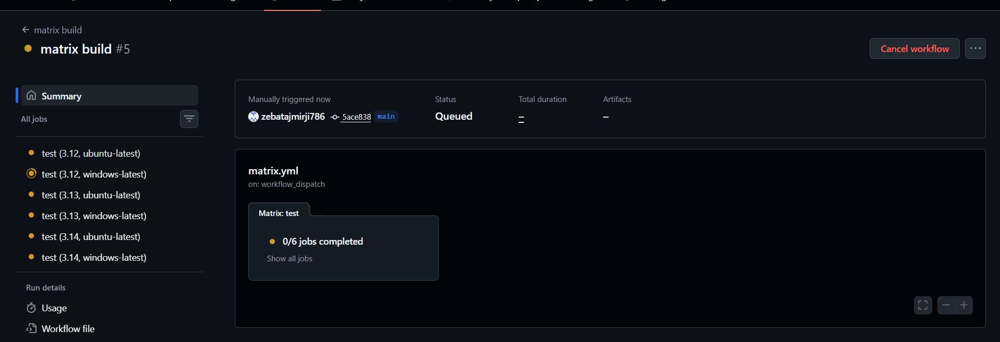 matrix build
matrix build #5
Cancel workflow
Summary
All jobs
test (3.12, ubuntu-latest)
test (3.12, windows-latest)
test (3.13, ubuntu-latest)
test (3.13, windows-latest)
test (3.14, ubuntu-latest)
test (3.14, windows-latest)
Run details
Usage
Workflow file
Manually triggered now
zebatajmirji786 5ace838 main
Status
Queued
Total duration
–
Artifacts
–
matrix.yml
on: workflow_dispatch
Matrix: test
0/6 jobs completed
Show all jobs